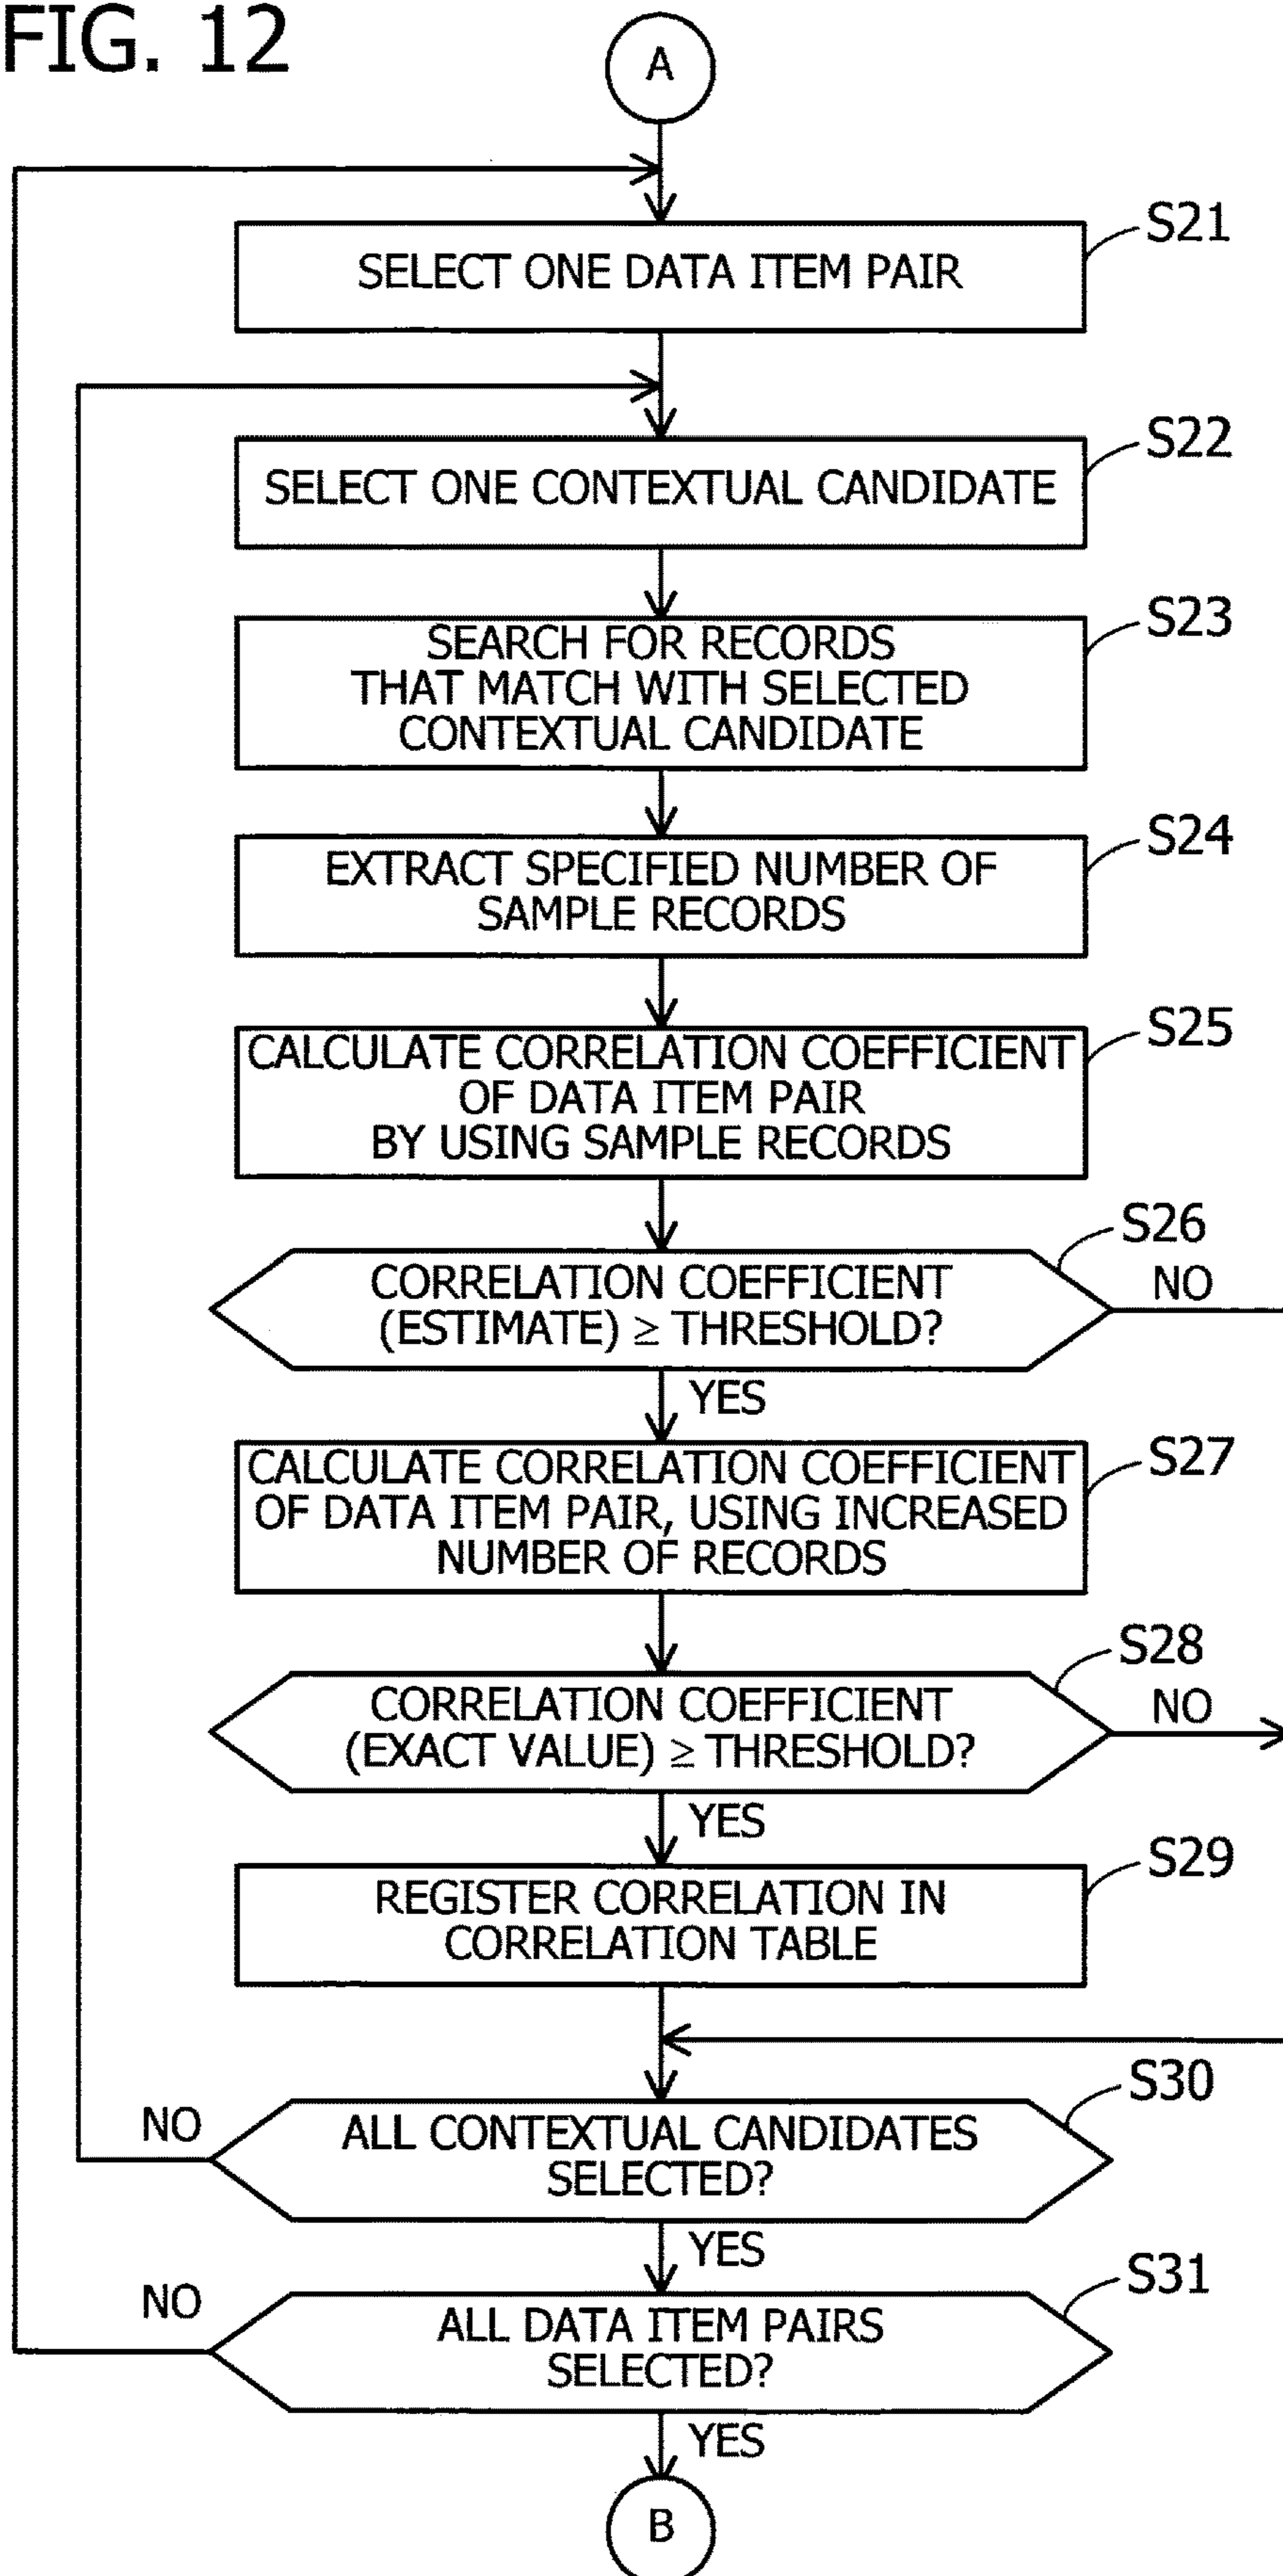 FIG. 12
A
S21
SELECT ONE DATA ITEM PAIR
S22
SELECT ONE CONTEXTUAL CANDIDATE
S23
SEARCH FOR RECORDS
THAT MATCH WITH SELECTED
CONTEXTUAL CANDIDATE
S24
EXTRACT SPECIFIED NUMBER OF
SAMPLE RECORDS
S25
CALCULATE CORRELATION COEFFICIENT
OF DATA ITEM PAIR
BY USING SAMPLE RECORDS
S26
CORRELATION COEFFICIENT
(ESTIMATE) ≥ THRESHOLD?
NO
YES
S27
CALCULATE CORRELATION COEFFICIENT
OF DATA ITEM PAIR, USING INCREASED
NUMBER OF RECORDS
S28
CORRELATION COEFFICIENT
(EXACT VALUE) ≥ THRESHOLD?
NO
YES
S29
REGISTER CORRELATION IN
CORRELATION TABLE
S30
NO
ALL CONTEXTUAL CANDIDATES
SELECTED?
YES
S31
NO
ALL DATA ITEM PAIRS
SELECTED?
YES
B